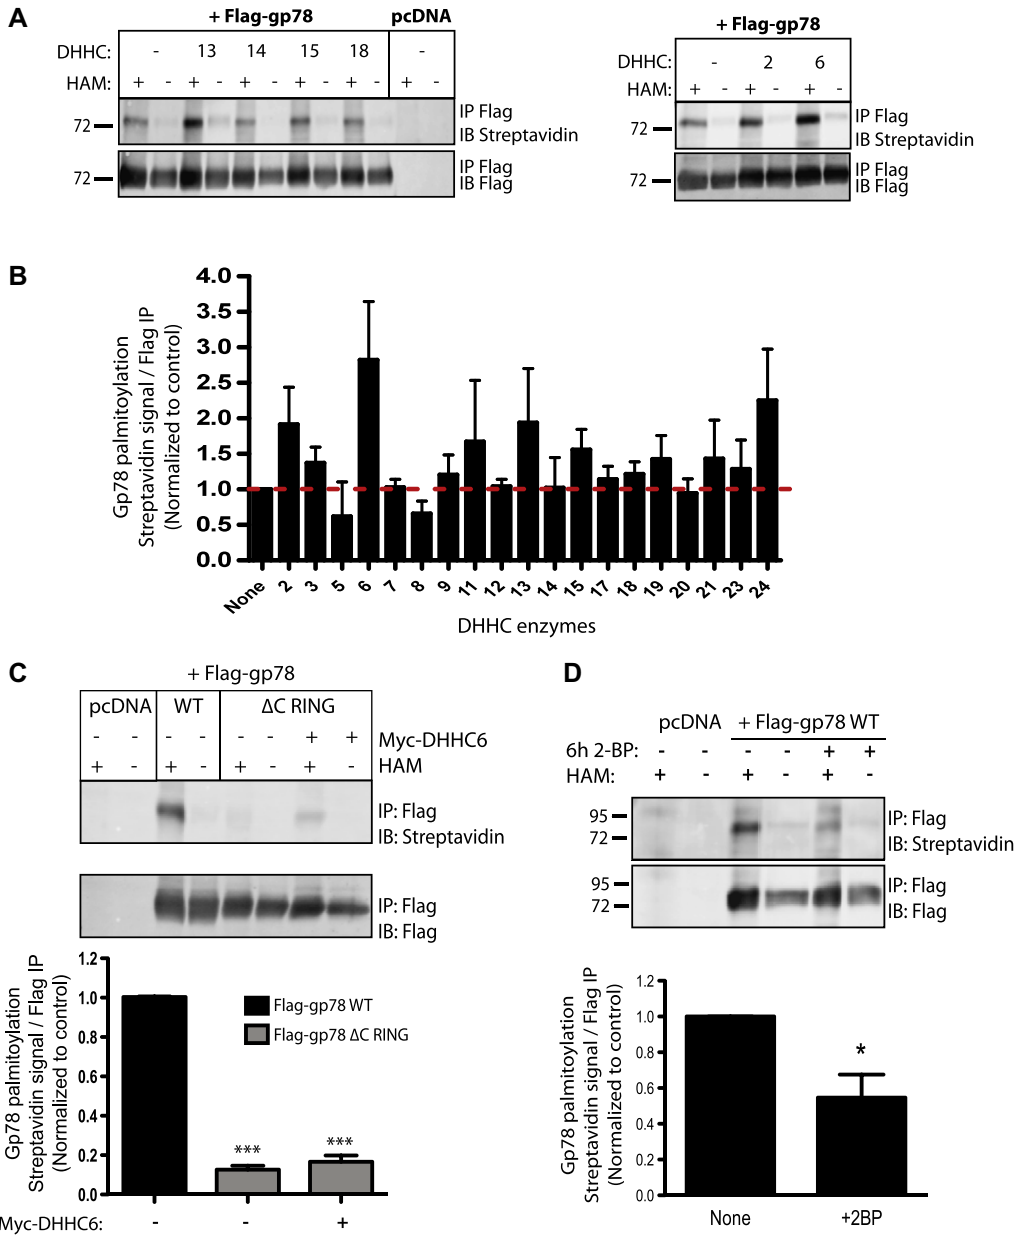 A
+ Flag-gp78
pcDNA
DHHC: - 13 14 15 18 -
HAM: + - + - + - + - + - + -
72
IP Flag
IB Streptavidin
72
IP Flag
IB Flag
+ Flag-gp78
DHHC: - 2 6
HAM: + - + - + -
72
IP Flag
IB Streptavidin
72
IP Flag
IB Flag
B
Gp78 palmitoylation
Streptavidin signal / Flag IP
(Normalized to control)
4.0
3.5
3.0
2.5
2.0
1.5
1.0
0.5
0.0
None 2 3 5 6 7 8 9 11 12 13 14 15 17 18 19 20 21 23 24
DHHC enzymes
C
+ Flag-gp78
pcDNA WT ΔC RING
- - - - - - + + Myc-DHHC6
+ - + - + - + - HAM
IP: Flag
IB: Streptavidin
IP: Flag
IB: Flag
Gp78 palmitoylation
Streptavidin signal / Flag IP
(Normalized to control)
1.2
1.0
0.8
0.6
0.4
0.2
0.0
Flag-gp78 WT
Flag-gp78 ΔC RING
*** ***
Myc-DHHC6: - - +
D
pcDNA + Flag-gp78 WT
6h 2-BP: - - - - + +
HAM: + - + - + -
95
72
IP: Flag
IB: Streptavidin
95
72
IP: Flag
IB: Flag
Gp78 palmitoylation
Streptavidin signal / Flag IP
(Normalized to control)
1.2
1.0
0.8
0.6
0.4
0.2
0.0
*
None +2BP